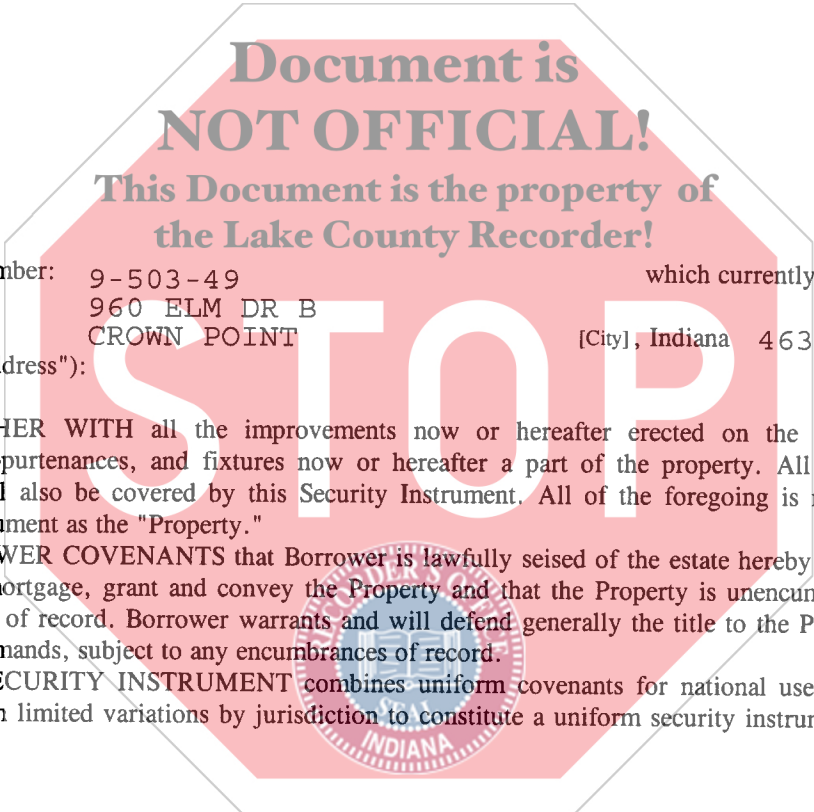 Document is
NOT OFFICIAL!
This Document is the property of
the Lake County Recorder!
mber: 9-503-49 which currently
960 ELM DR B
CROWN POINT [City], Indiana 463
dress"):
STOP
HER WITH all the improvements now or hereafter erected on the
purtenances, and fixtures now or hereafter a part of the property. All
l also be covered by this Security Instrument. All of the foregoing is
ument as the "Property."
WER COVENANTS that Borrower is lawfully seised of the estate hereby
ortgage, grant and convey the Property and that the Property is unencun
of record. Borrower warrants and will defend generally the title to the P
mands, subject to any encumbrances of record.
ECURITY INSTRUMENT combines uniform covenants for national use
limited variations by jurisdiction to constitute a uniform security instru
RECORDER'S OFFICE
SEAL
INDIANA